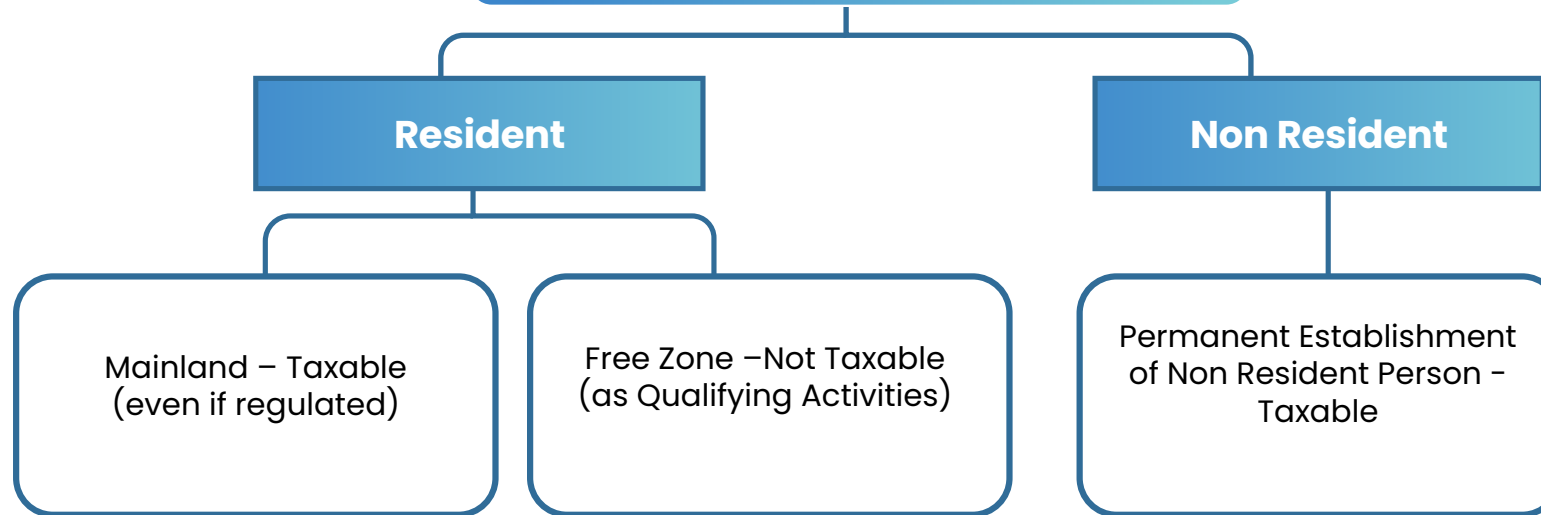 Resident
Non Resident
Mainland – Taxable
(even if regulated)
Free Zone –Not Taxable
(as Qualifying Activities)
Permanent Establishment
of Non Resident Person -
Taxable